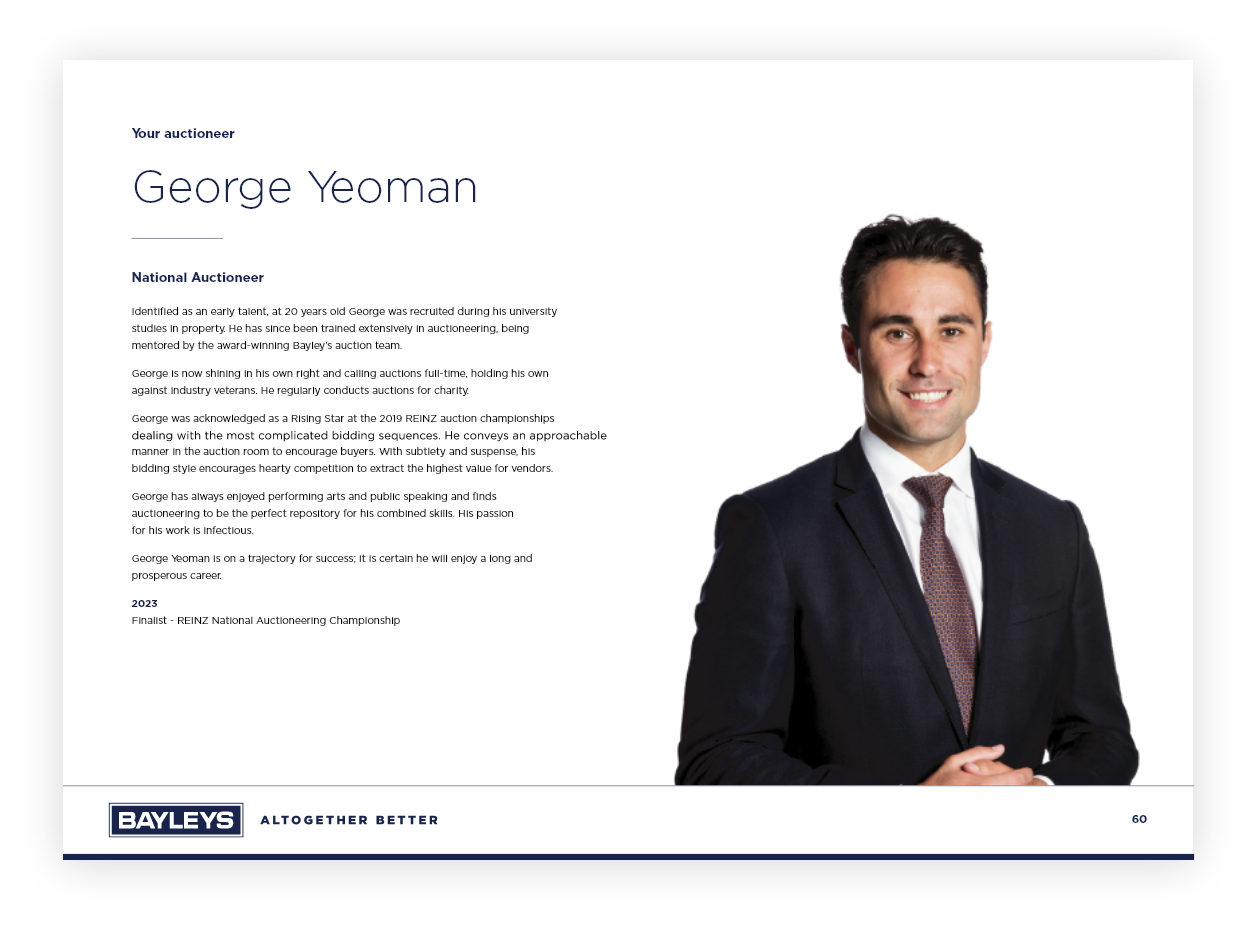 Your auctioneer
George Yeoman
National Auctioneer
Identified as an early talent, at 20 years old George was recruited during his university
studies in property. He has since been trained extensively in auctioneering, being
mentored by the award-winning Bayley's auction team.
George is now shining in his own right and calling auctions full-time, holding his own
against industry veterans. He regularly conducts auctions for charity.
George was acknowledged as a Rising Star at the 2019 REINZ auction championships
dealing with the most complicated bidding sequences. He conveys an approachable
manner in the auction room to encourage buyers. With subtlety and suspense, his
bidding style encourages hearty competition to extract the highest value for vendors.
George has always enjoyed performing arts and public speaking and finds
auctioneering to be the perfect repository for his combined skills. His passion
for his work is infectious.
George Yeoman is on a trajectory for success; it is certain he will enjoy a long and
prosperous career.
2023
Finalist - REINZ National Auctioneering Championship
BAYLEYS ALTOGETHER BETTER
60